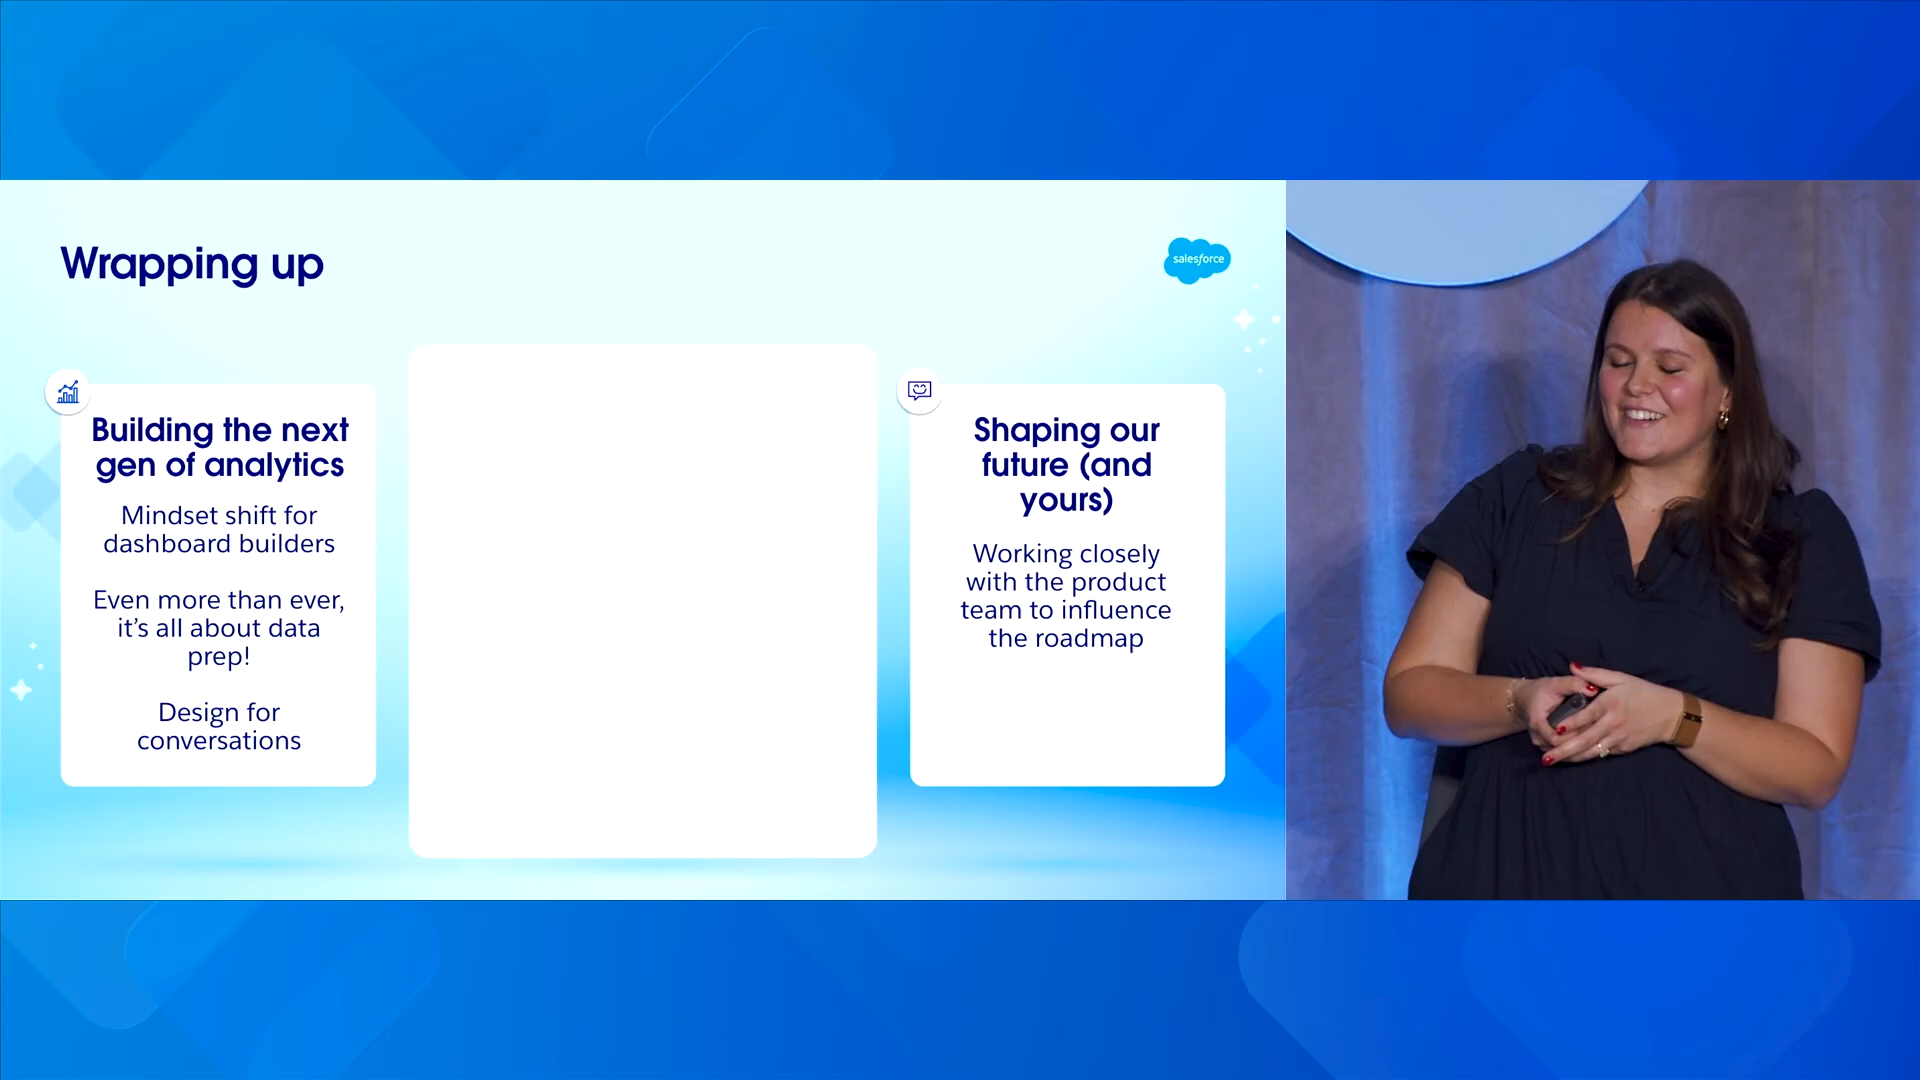 Wrapping up
salesforce
Building the next
gen of analytics
Mindset shift for
dashboard builders
Even more than ever,
it’s all about data
prep!
Design for
conversations
Shaping our
future (and
yours)
Working closely
with the product
team to influence
the roadmap